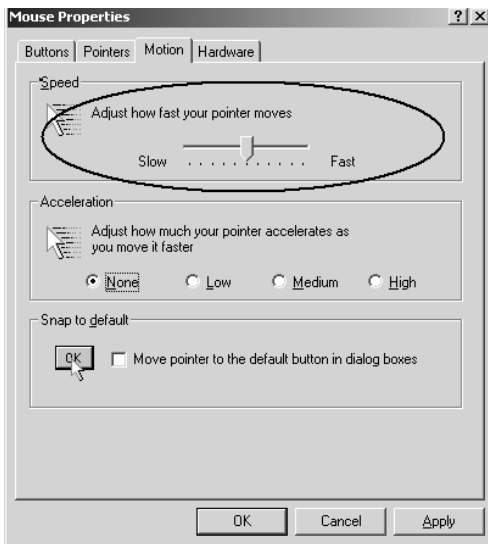 Mouse Properties ? X
Buttons Pointers Motion Hardware
Speed
Adjust how fast your pointer moves
Slow Fast
Acceleration
Adjust how much your pointer accelerates as
you move it faster
None Low Medium High
Snap to default
OK Move pointer to the default button in dialog boxes
OK Cancel Apply